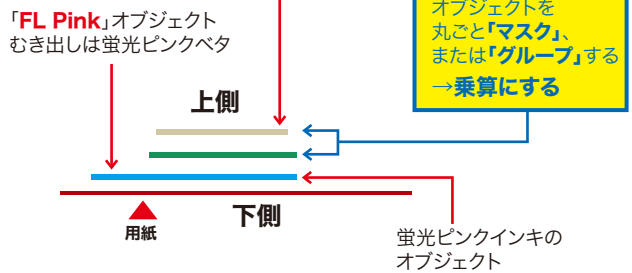 「FL Pink」オブジェクト
むき出しは蛍光ピンクベタ
オブジェクトを
丸ごと「マスク」、
または「グループ」する
→乗算にする
上側
下側
用紙
蛍光ピンクインキの
オブジェクト